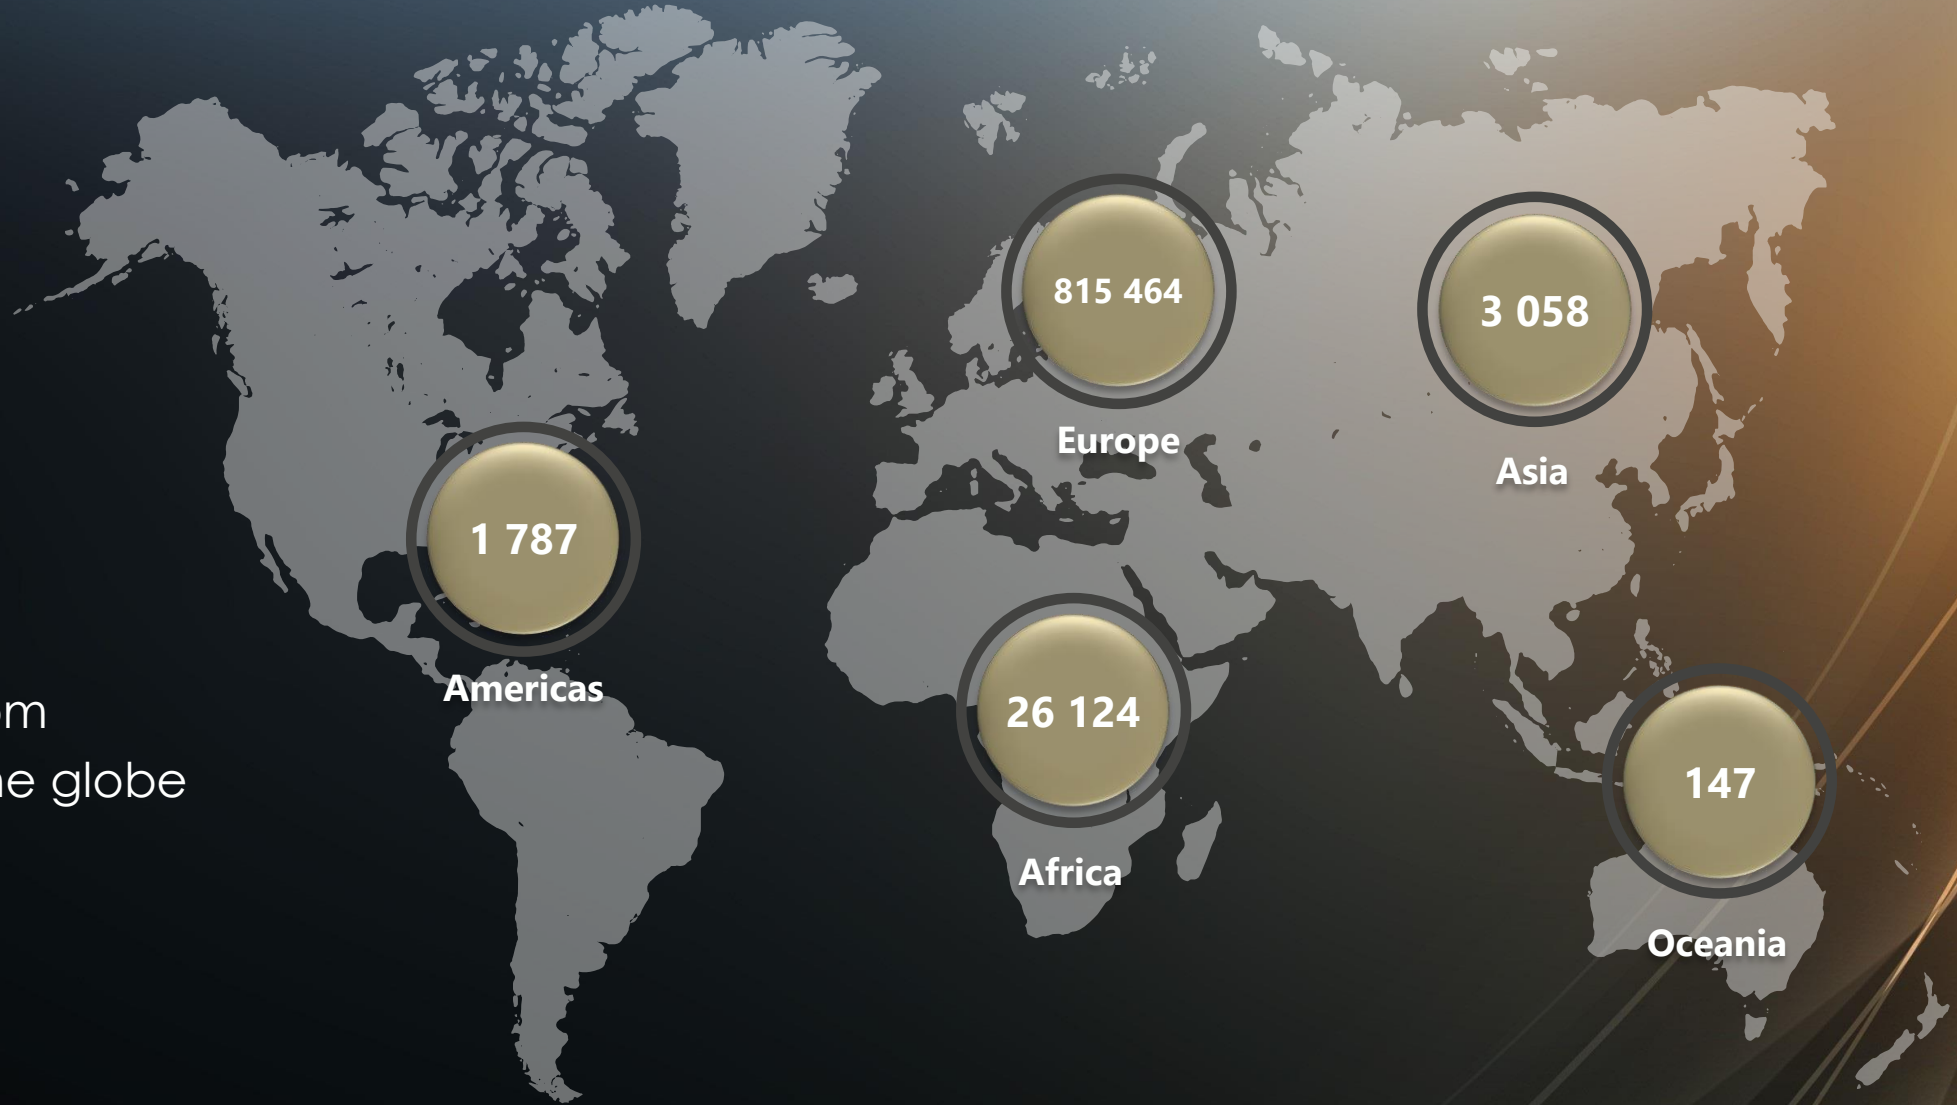 815 464
Europe
3 058
Asia
1 787
Americas
26 124
Africa
147
Oceania
globe